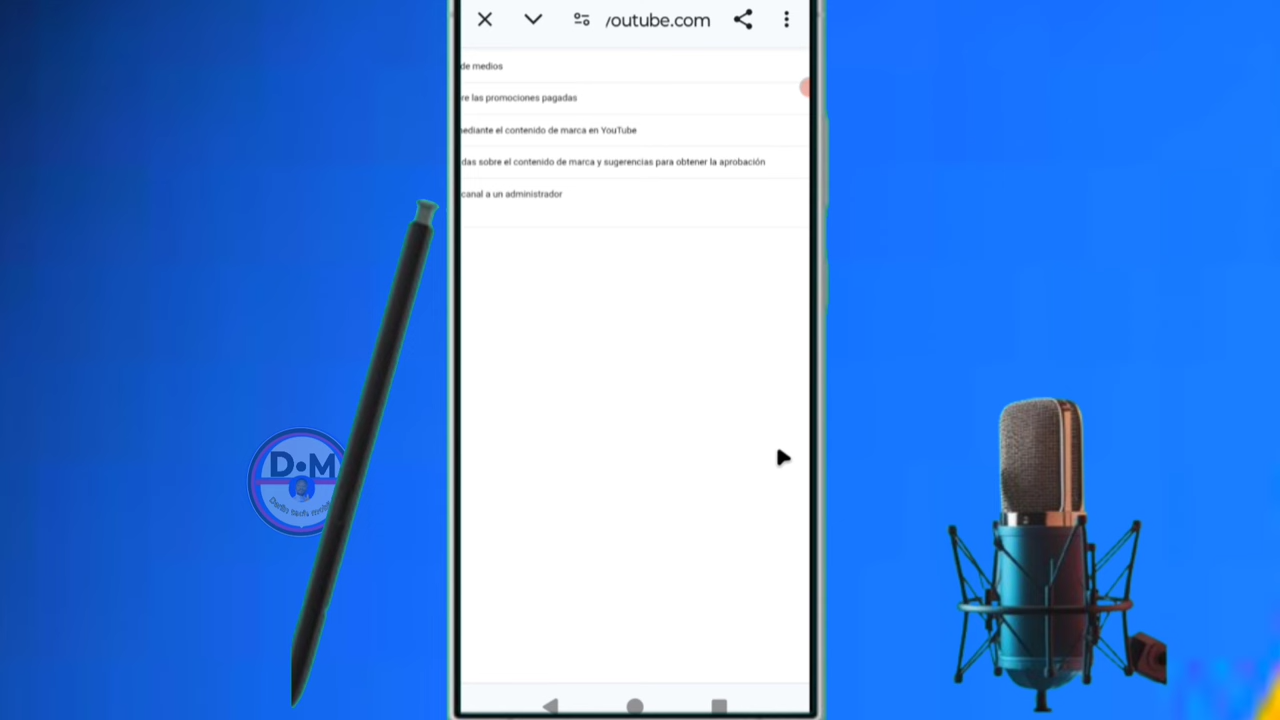 /outube.com
de medios
re las promociones pagadas
nediante el contenido de marca en YouTube
das sobre el contenido de marca y sugerencias para obtener la aprobación
canal a un administrador
D•M